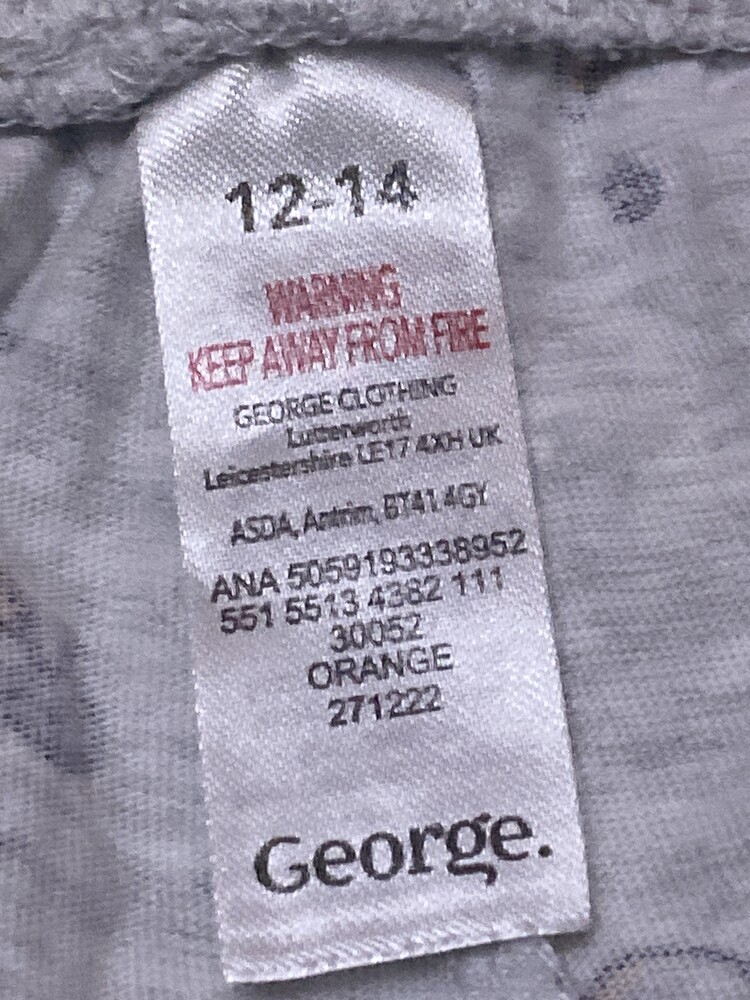 12-14
WARNING
KEEP AWAY FROM FIRE
GEORGE CLOTHING
Lutterworth
Leicestershire LE17 4XH UK
ASDA, Antrim, BT41 4GY
ANA 5059193338952
551 5513 4382 111
30052
ORANGE
271222
George.